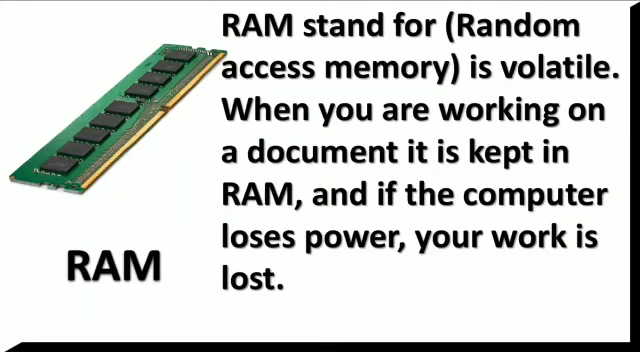 RAM stand for (Random
access memory) is volatile.
When you are working on
a document it is kept in
RAM, and if the computer
loses power, your work is
lost.
RAM